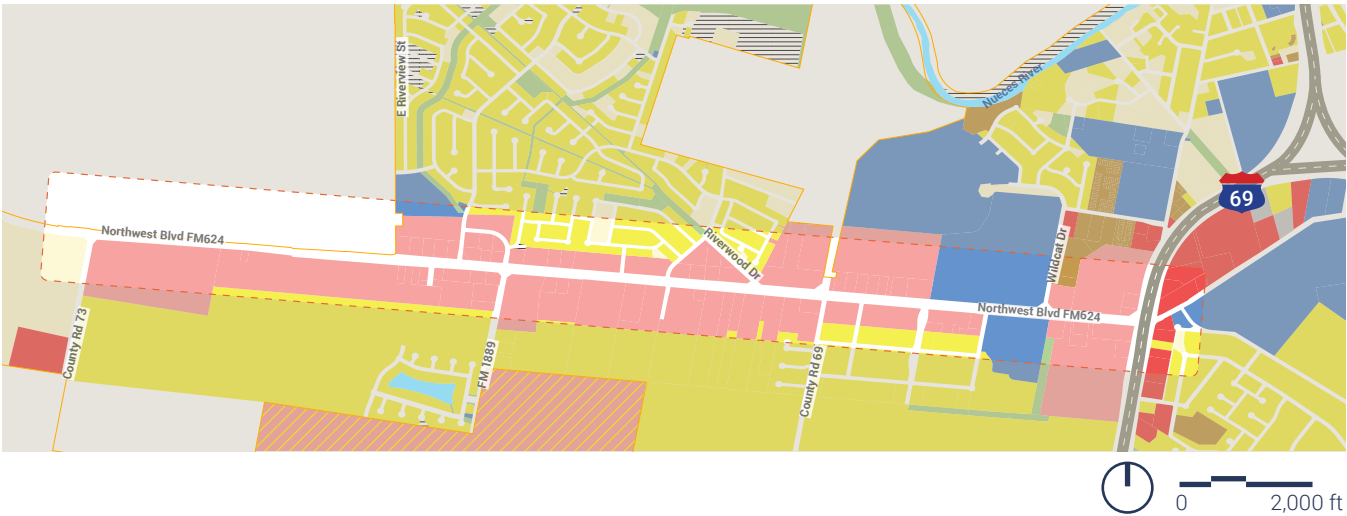 E Riverview St
Nueces River
69
Northwest Blvd FM624
Riverwood Dr
Wildcat Dr
Northwest Blvd FM624
County Rd 73
FM 1889
County Rd 69
0
2,000 ft